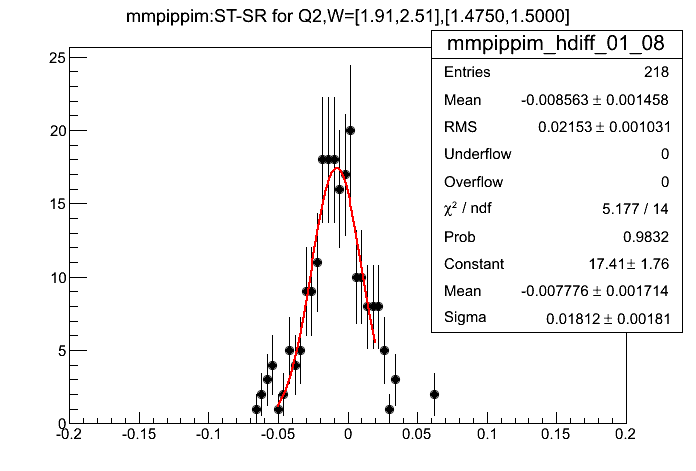 mmpippim:ST-SR for Q2,W=[1.91,2.51],[1.4750,1.5000]
mmpippim_hdiff_01_08
Entries 218
Mean -0.008563 ± 0.001458
RMS 0.02153 ± 0.001031
Underflow 0
Overflow 0
χ² / ndf 5.177 / 14
Prob 0.9832
Constant 17.41 ± 1.76
Mean -0.007776 ± 0.001714
Sigma 0.01812 ± 0.00181
25
20
15
10
5
0
-0.2 -0.15 -0.1 -0.05 0 0.05 0.1 0.15 0.2